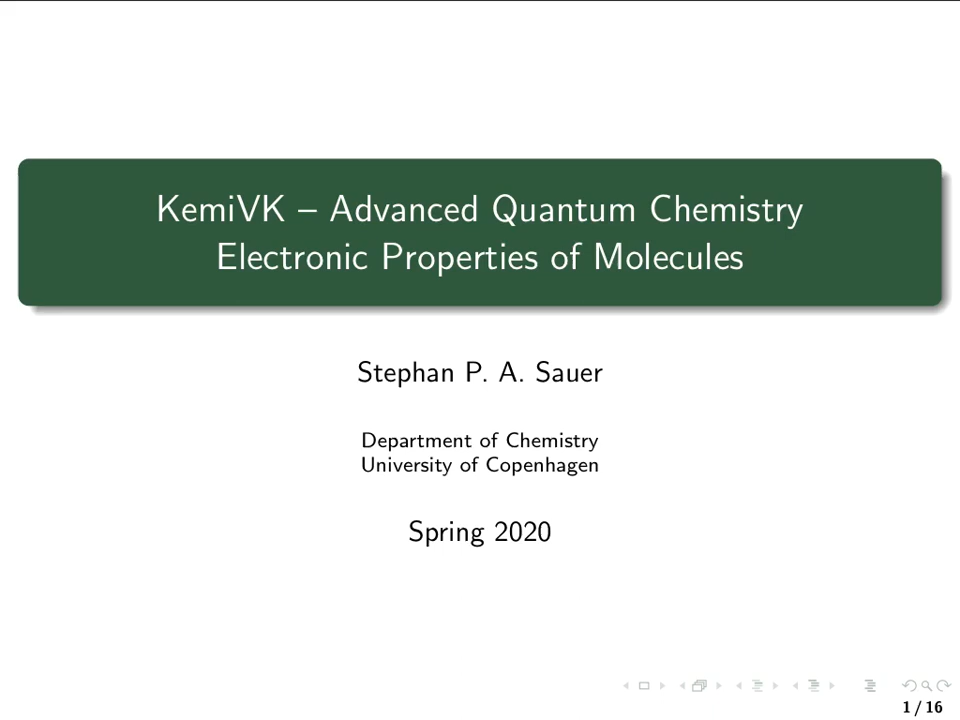 KemiVK – Advanced Quantum Chemistry
Electronic Properties of Molecules
Stephan P. A. Sauer
Department of Chemistry
University of Copenhagen
Spring 2020
1 / 16